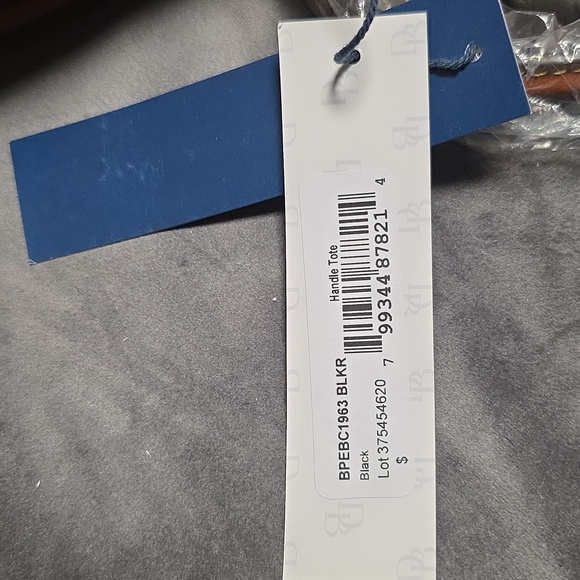 BPEBC1963 BLKR
Handle Tote
Black
7 99344 87821 4
Lot 375454620
$